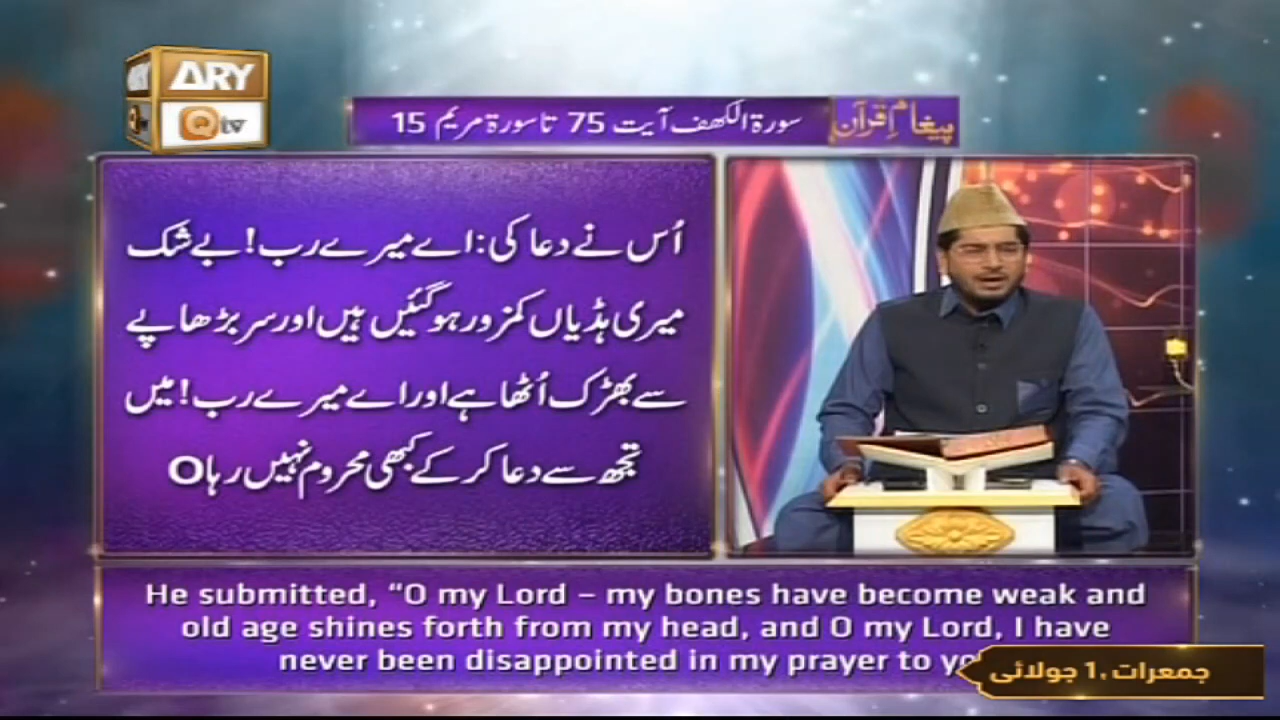 ARY
Qtv
پیغامِ قرآن
سورۃ الکھف آیت 75 تا سورۃ مریم 15
اُس نے دعا کی: اے میرے رب! بے شک
میری ہڈیاں کمزور ہو گئیں ہیں اور سر بڑھاپے
سے بھڑک اُٹھا ہے اور اے میرے رب! میں
تجھ سے دعا کر کے کبھی محروم نہیں رہا O
He submitted, “O my Lord – my bones have become weak and
old age shines forth from my head, and O my Lord, I have
never been disappointed in my prayer to
جمعرات، 1 جولائی